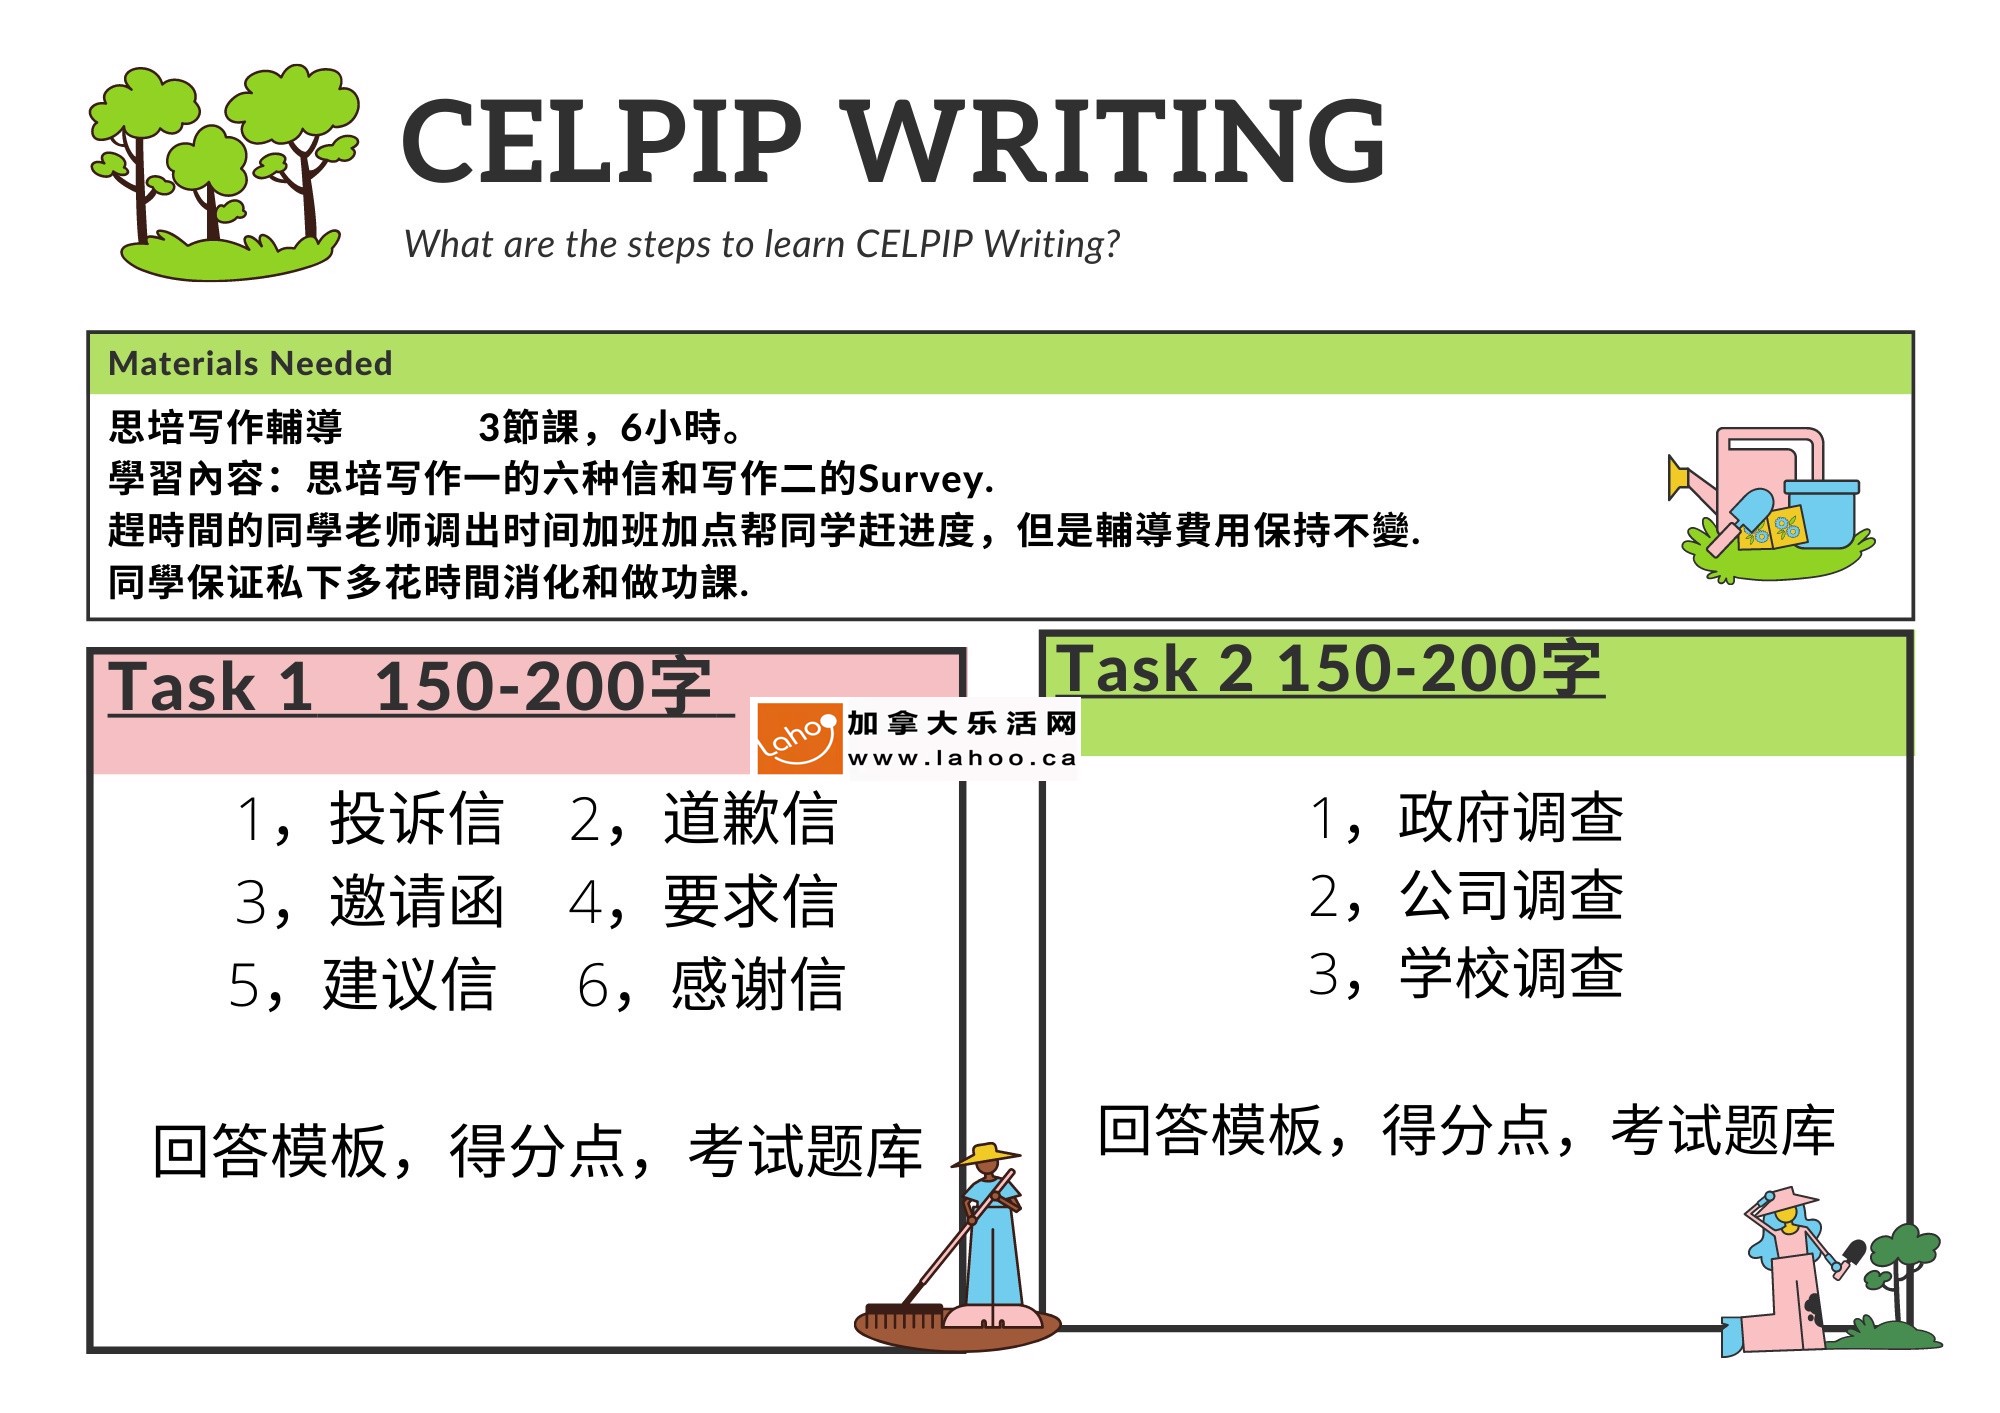 CELPIP WRITING
What are the steps to learn CELPIP Writing?
Materials Needed
思培写作輔導 3節課，6小時。
學習內容：思培写作一的六种信和写作二的Survey.
趕時間的同學老师调出时间加班加点帮同学赶进度，但是輔導費用保持不變.
同學保证私下多花時間消化和做功課.
Task 1 150-200字
1，投诉信 2，道歉信
3，邀请函 4，要求信
5，建议信 6，感谢信
回答模板，得分点，考试题库
Lahoo 加拿大乐活网
www.lahoo.ca
Task 2 150-200字
1，政府调查
2，公司调查
3，学校调查
回答模板，得分点，考试题库